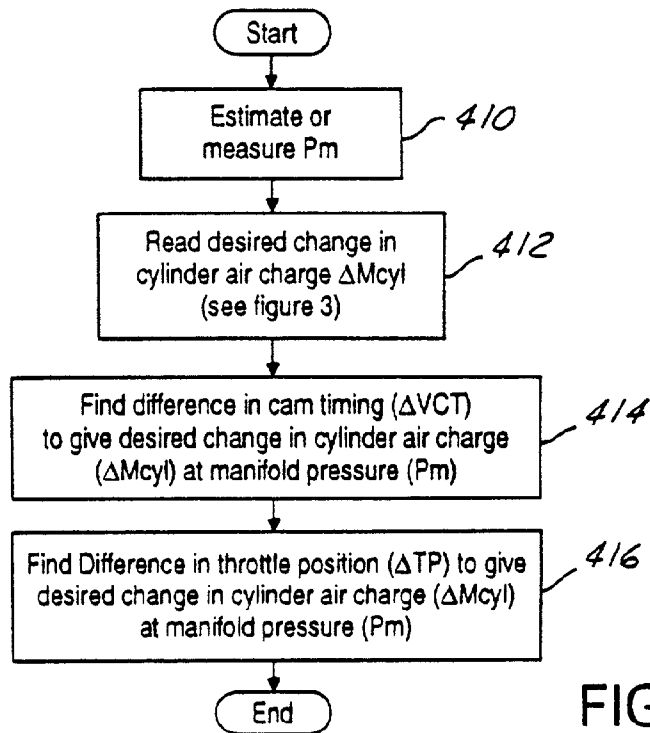 Start
Estimate or
measure Pm
410
Read desired change in
cylinder air charge ΔMcyl
(see figure 3)
412
Find difference in cam timing (ΔVCT)
to give desired change in cylinder air charge
(ΔMcyl) at manifold pressure (Pm)
414
Find Difference in throttle position (ΔTP) to give
desired change in cylinder air charge (ΔMcyl)
at manifold pressure (Pm)
416
End
FIG